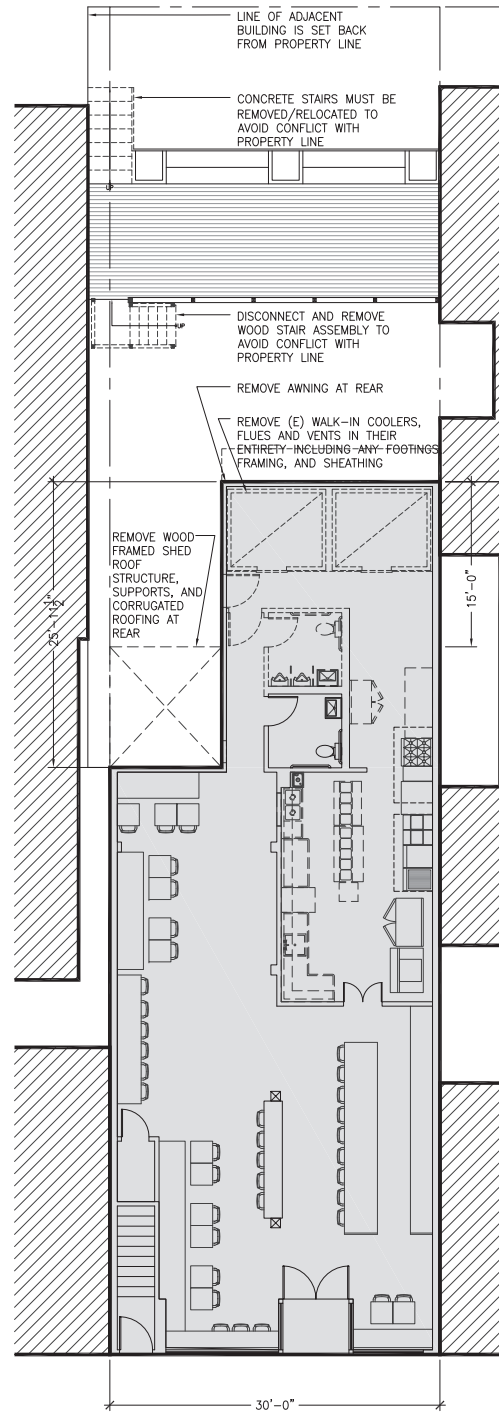 LINE OF ADJACENT
BUILDING IS SET BACK
FROM PROPERTY LINE
CONCRETE STAIRS MUST BE
REMOVED/RELOCATED TO
AVOID CONFLICT WITH
PROPERTY LINE
UP
UP
DISCONNECT AND REMOVE
WOOD STAIR ASSEMBLY TO
AVOID CONFLICT WITH
PROPERTY LINE
REMOVE AWNING AT REAR
REMOVE (E) WALK-IN COOLERS,
FLUES AND VENTS IN THEIR
ENTIRETY INCLUDING ANY FOOTINGS
FRAMING, AND SHEATHING
REMOVE WOOD
FRAMED SHED
ROOF
STRUCTURE,
SUPPORTS, AND
CORRUGATED
ROOFING AT
REAR
25'-11½"
15'-0"
30'-0"